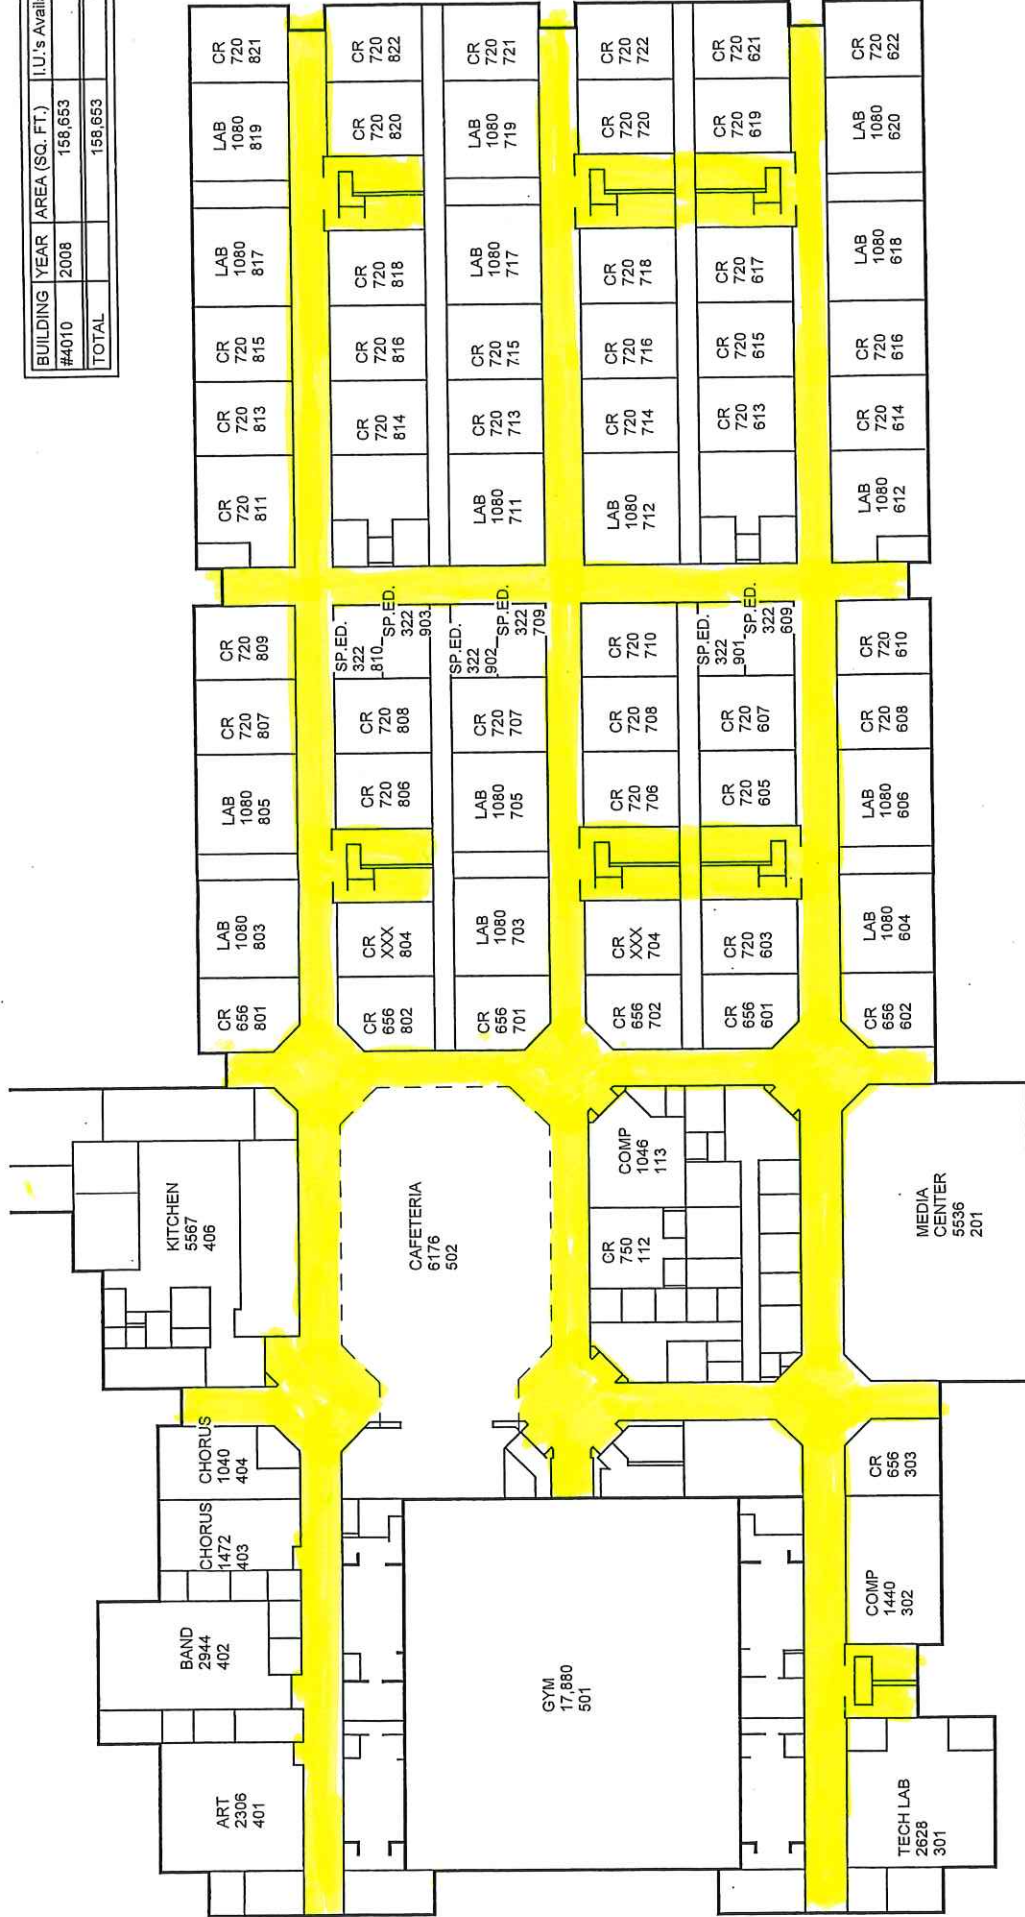 BUILDING YEAR AREA (SQ. FT.) I.U.'s Avail
#4010 2008 158,653
TOTAL 158,653
CR
720
821
LAB
1080
819
LAB
1080
817
CR
720
815
CR
720
813
CR
720
811
CR
720
809
CR
720
807
LAB
1080
805
LAB
1080
803
CR
656
801
CR
720
822
CR
720
820
CR
720
818
CR
720
816
CR
720
814
SP.ED.
322
810
SP.ED.
322
903
CR
720
808
CR
720
806
CR
XXX
804
CR
656
802
CR
720
721
LAB
1080
719
LAB
1080
717
CR
720
715
CR
720
713
LAB
1080
711
SP.ED.
322
902
SP.ED.
322
709
CR
720
707
LAB
1080
705
LAB
1080
703
CR
656
701
CR
720
722
CR
720
720
CR
720
718
CR
720
716
CR
720
714
LAB
1080
712
CR
720
710
CR
720
708
CR
720
706
CR
XXX
704
CR
656
702
CR
720
621
CR
720
619
CR
720
617
CR
720
615
CR
720
613
SP.ED.
322
901
SP.ED.
322
609
CR
720
607
CR
720
605
CR
720
603
CR
656
601
CR
720
622
LAB
1080
620
LAB
1080
618
CR
720
616
CR
720
614
LAB
1080
612
CR
720
610
CR
720
608
LAB
1080
606
LAB
1080
604
CR
656
602
KITCHEN
5567
406
CAFETERIA
6176
502
COMP
1046
113
CR
750
112
MEDIA
CENTER
5536
201
CHORUS
1040
404
CHORUS
1472
403
BAND
2944
402
ART
2306
401
GYM
17,880
501
CR
656
303
COMP
1440
302
TECH LAB
2628
301